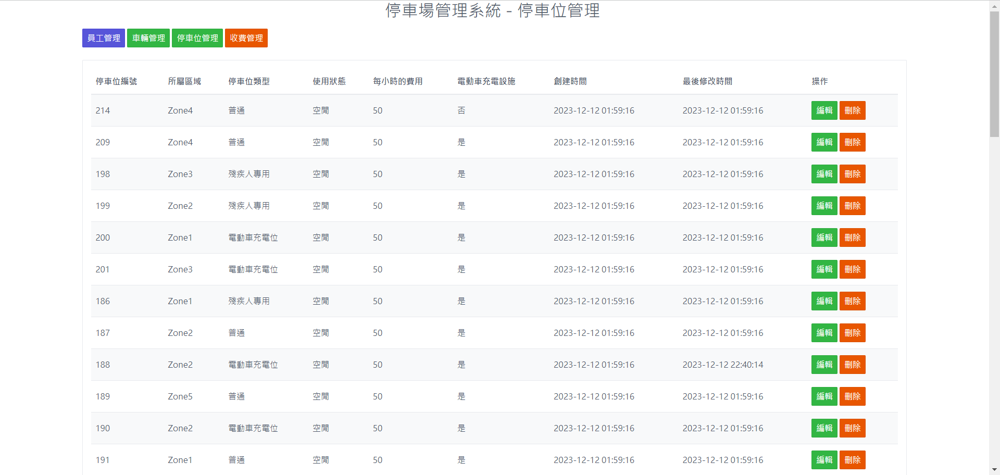 停車場管理系統 - 停車位管理
員工管理 車輛管理 停車位管理 收費管理
停車位編號 所屬區域 停車位類型 使用狀態 每小時的費用 電動車充電設施 創建時間 最後修改時間 操作
214 Zone4 普通 空閒 50 否 2023-12-12 01:59:16 2023-12-12 01:59:16 編輯 刪除
209 Zone4 普通 空閒 50 是 2023-12-12 01:59:16 2023-12-12 01:59:16 編輯 刪除
198 Zone3 殘疾人專用 空閒 50 是 2023-12-12 01:59:16 2023-12-12 01:59:16 編輯 刪除
199 Zone2 殘疾人專用 空閒 50 是 2023-12-12 01:59:16 2023-12-12 01:59:16 編輯 刪除
200 Zone1 電動車充電位 空閒 50 是 2023-12-12 01:59:16 2023-12-12 01:59:16 編輯 刪除
201 Zone3 電動車充電位 空閒 50 是 2023-12-12 01:59:16 2023-12-12 01:59:16 編輯 刪除
186 Zone1 殘疾人專用 空閒 50 是 2023-12-12 01:59:16 2023-12-12 01:59:16 編輯 刪除
187 Zone2 普通 空閒 50 是 2023-12-12 01:59:16 2023-12-12 01:59:16 編輯 刪除
188 Zone2 電動車充電位 空閒 50 是 2023-12-12 01:59:16 2023-12-12 22:40:14 編輯 刪除
189 Zone5 普通 空閒 50 是 2023-12-12 01:59:16 2023-12-12 01:59:16 編輯 刪除
190 Zone2 電動車充電位 空閒 50 是 2023-12-12 01:59:16 2023-12-12 01:59:16 編輯 刪除
191 Zone1 普通 空閒 50 是 2023-12-12 01:59:16 2023-12-12 01:59:16 編輯 刪除